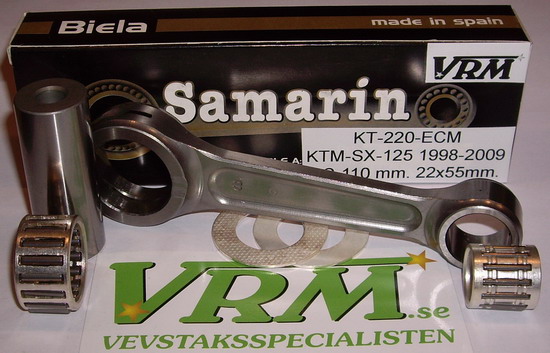 Biela
made in spain
VRM
Samarin
KT-220-ECM
KTM-SX-125 1998-2009
110 mm. 22x55mm.
VRM.se
VEVSTAKSSPECIALISTEN